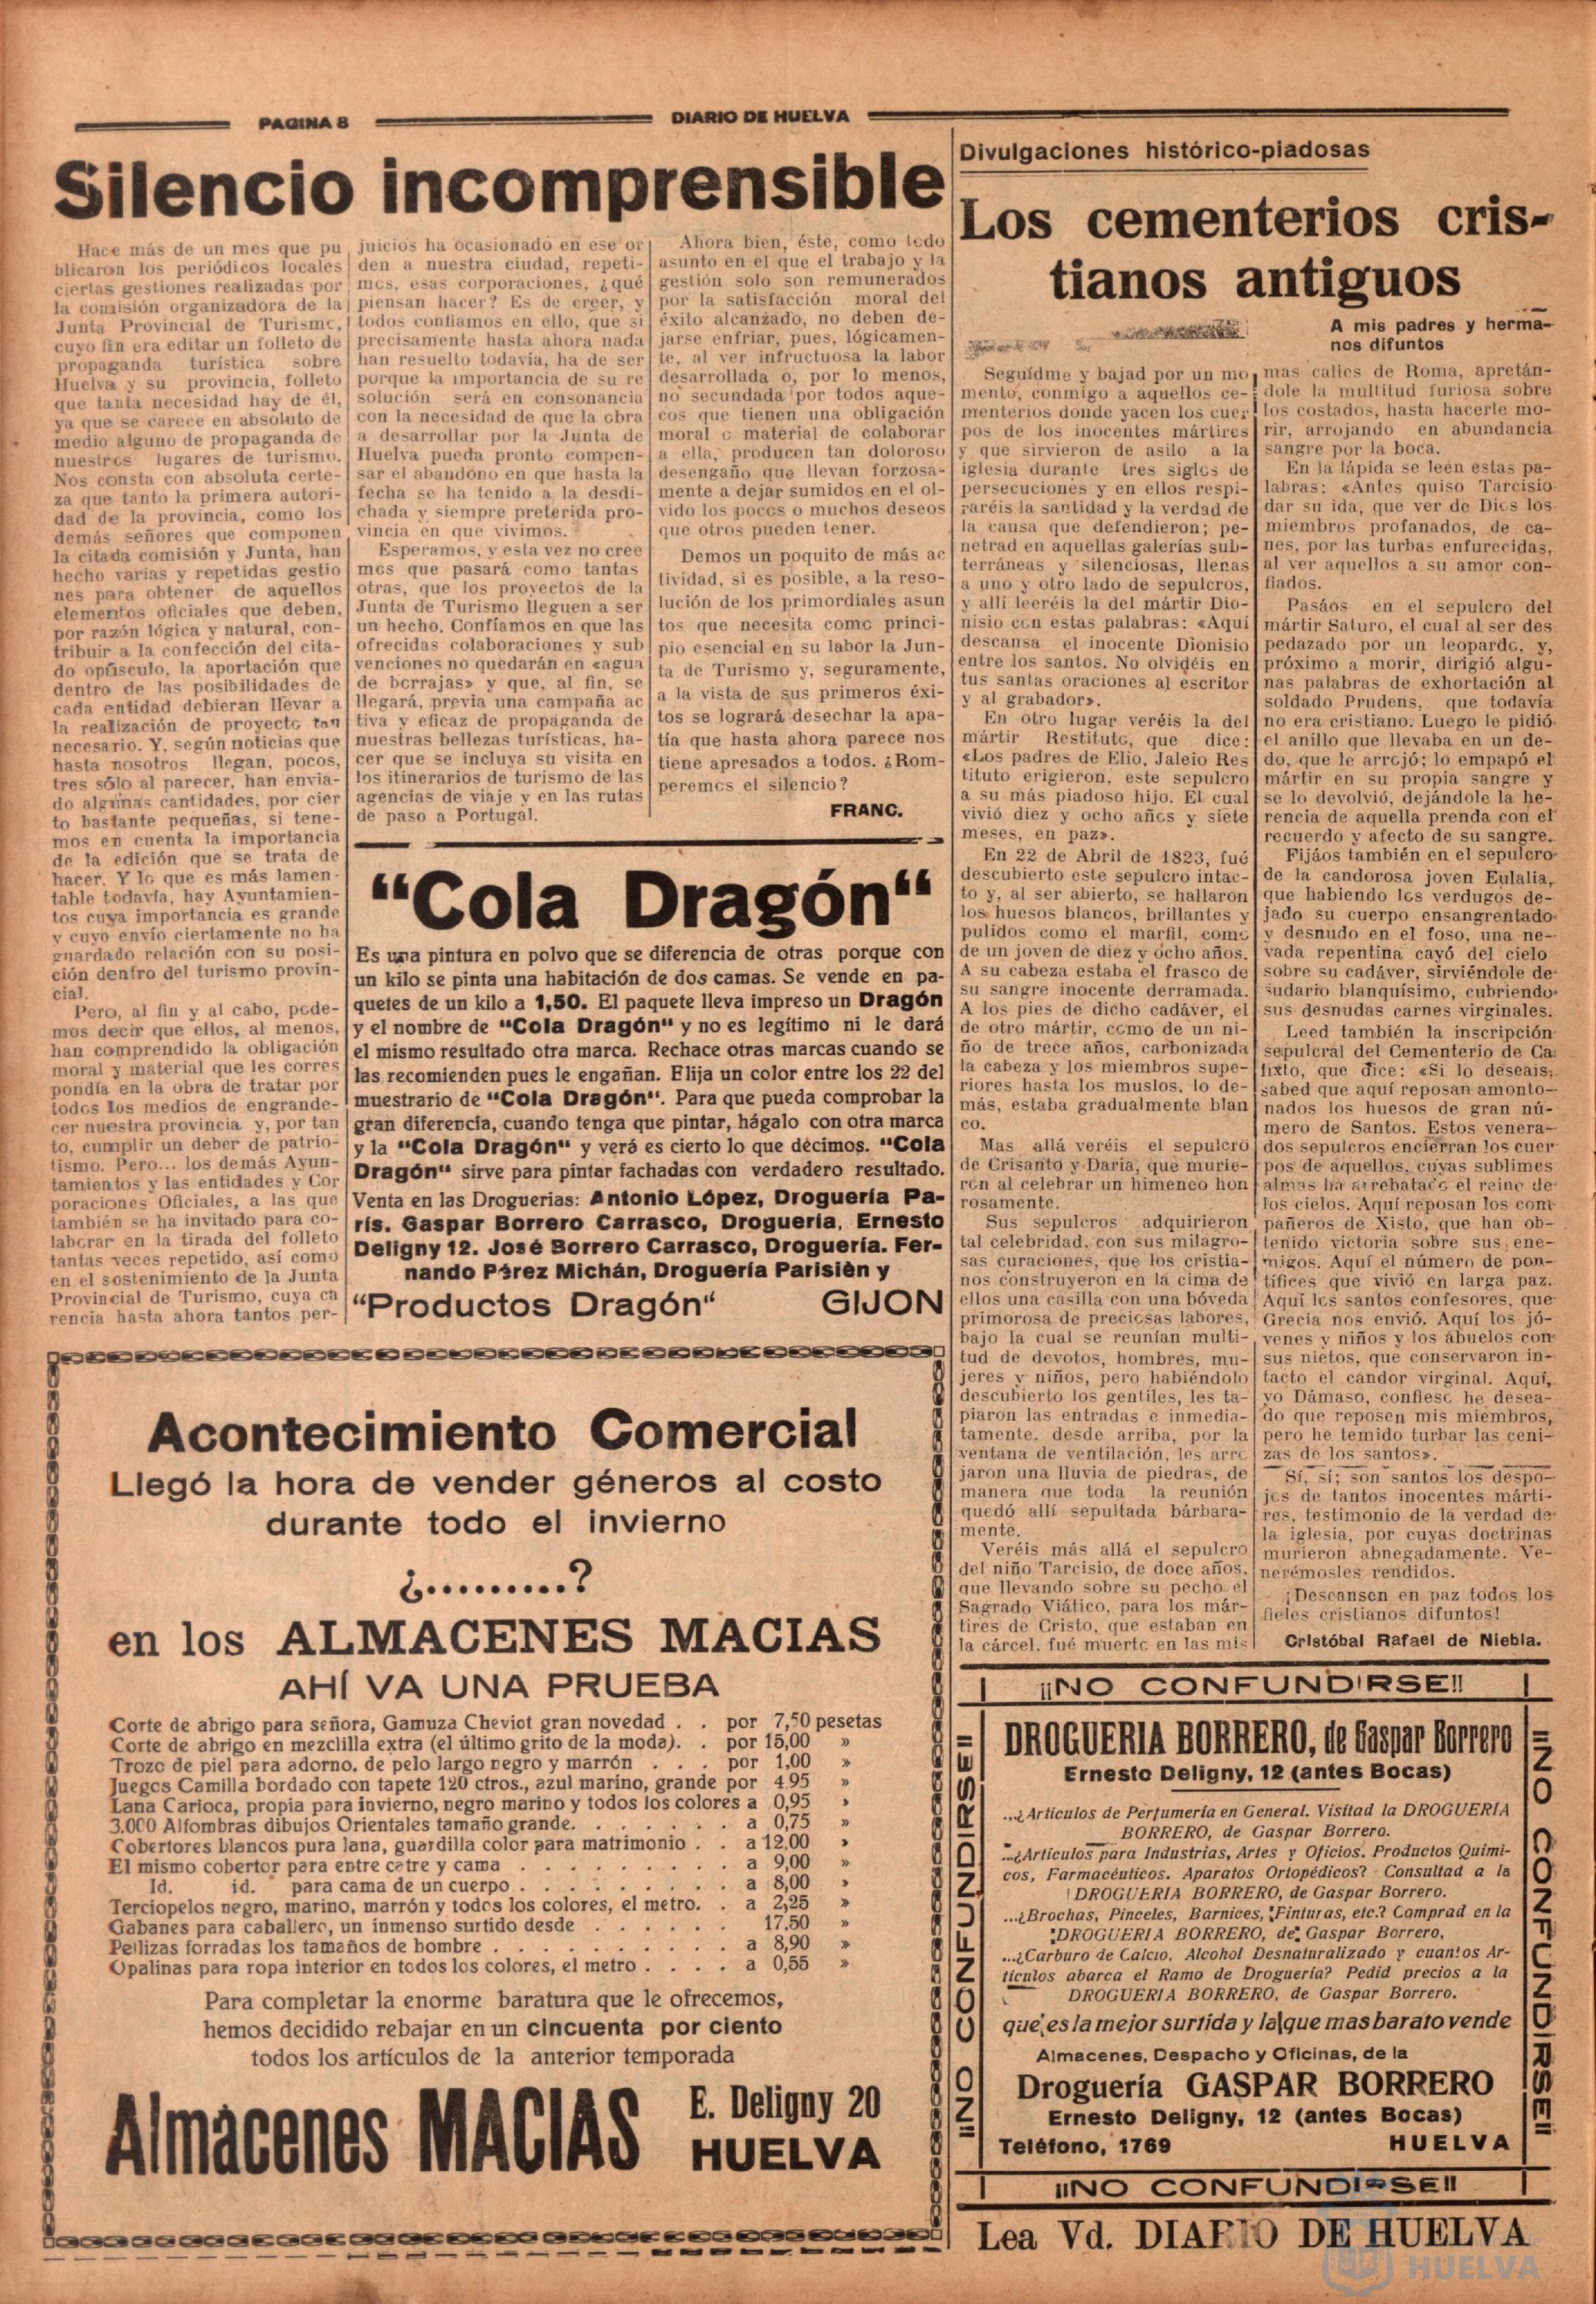 PAGINA 8
DIARIO DE HUELVA
Silencio incomprensible
Hace más de un mes que pu
blicaron los periódicos locales
ciertas gestiones realizadas por
la comisión organizadora de la
Junta Provincial de Turismo,
cuyo fin era editar un folleto de
propaganda turística sobre
Huelva y su provincia, folleto
que tanta necesidad hay de él,
ya que se carece en absoluto de
medio alguno de propaganda de
nuestros lugares de turismo.
Nos consta con absoluta certe-
za que tanto la primera autori-
dad de la provincia, como los
demás señores que componen
la citada comisión y Junta, han
hecho varias y repetidas gestio
nes para obtener de aquellos
elementos oficiales que deben,
por razón lógica y natural, con-
tribuir a la confección del cita-
do opúsculo, la aportación que
dentro de las posibilidades de
cada entidad debieran llevar a
la realización de proyecto tan
necesario. Y, según noticias que
hasta nosotros llegan, pocos,
tres sólo al parecer, han envia-
do algunas cantidades, por cier
to bastante pequeñas, si tene-
mos en cuenta la importancia
de la edición que se trata de
hacer. Y lo que es más lamen-
table todavía, hay Ayuntamien-
tos cuya importancia es grande
y cuyo envío ciertamente no ha
guardado relación con su posi-
ción dentro del turismo provin-
cial.
Pero, al fin y al cabo, pode-
mos decir que ellos, al menos,
han comprendido la obligación
moral y material que les corres
pondía en la obra de tratar por
todos los medios de engrande-
cer nuestra provincia y, por tan
to, cumplir un deber de patrio-
tismo. Pero... los demás Ayun-
tamientos y las entidades y Cor
poraciones Oficiales, a las que
también se ha invitado para co-
laborar en la tirada del folleto
tantas veces repetido, así como
en el sostenimiento de la Junta
Provincial de Turismo, cuya ca
rencia hasta ahora tantos per-
juicios ha ocasionado en ese or
den a nuestra ciudad, repeti-
mos, esas corporaciones, ¿qué
piensan hacer? Es de creer, y
todos confiamos en ello, que si
precisamente hasta ahora nada
han resuelto todavía, ha de ser
porque la importancia de su re
solución será en consonancia
con la necesidad de que la obra
a desarrollar por la Junta de
Huelva pueda pronto compen-
sar el abandono en que hasta la
fecha se ha tenido a la desdi-
chada y siempre preterida pro-
vincia en que vivimos.
Esperamos, y esta vez no cree
mos que pasará como tantas
otras, que los proyectos de la
Junta de Turismo lleguen a ser
un hecho. Confiamos en que las
ofrecidas colaboraciones y sub
venciones no quedarán en «agua
de borrajas» y que, al fin, se
llegará, previa una campaña ac
tiva y eficaz de propaganda de
nuestras bellezas turísticas, ha-
cer que se incluya su visita en
los itinerarios de turismo de las
agencias de viaje y en las rutas
de paso a Portugal.
Ahora bien, éste, como todo
asunto en el que el trabajo y la
gestión solo son remunerados
por la satisfacción moral del
éxito alcanzado, no deben de-
jarse enfriar, pues, lógicamen-
te, al ver infructuosa la labor
desarrollada o, por lo menos,
no secundada por todos aque-
cos que tienen una obligación
moral o material de colaborar
a ella, producen tan doloroso
desengaño que llevan forzosa-
mente a dejar sumidos en el ol-
vido los pocos o muchos deseos
que otros pueden tener.
Demos un poquito de más ac
tividad, si es posible, a la reso-
lución de los primordiales asun
tos que necesita como princi-
pio esencial en su labor la Jun-
ta de Turismo y, seguramente,
a la vista de sus primeros éxi-
tos se logrará desechar la apa-
tía que hasta ahora parece nos
tiene apresados a todos. ¿Rom-
peremos el silencio?
FRANC.
"Cola Dragón"
Es una pintura en polvo que se diferencia de otras porque con
un kilo se pinta una habitación de dos camas. Se vende en pa-
quetes de un kilo a 1,50. El paquete lleva impreso un Dragón
y el nombre de "Cola Dragón" y no es legítimo ni le dará
el mismo resultado otra marca. Rechace otras marcas cuando se
las recomienden pues le engañan. Elija un color entre los 22 del
muestrario de "Cola Dragón". Para que pueda comprobar la
gran diferencia, cuando tenga que pintar, hágalo con otra marca
y la "Cola Dragón" y verá es cierto lo que decimos. "Cola
Dragón" sirve para pintar fachadas con verdadero resultado.
Venta en las Droguerias: Antonio López, Droguería Pa-
rís. Gaspar Borrero Carrasco, Droguería, Ernesto
Deligny 12. José Borrero Carrasco, Droguería. Fer-
nando Pérez Michán, Droguería Parisièn y
"Productos Dragón" GIJON
Acontecimiento Comercial
Llegó la hora de vender géneros al costo
durante todo el invierno
¿.........?
en los ALMACENES MACIAS
AHÍ VA UNA PRUEBA
Corte de abrigo para señora, Gamuza Cheviot gran novedad . . por 7,50 pesetas
Corte de abrigo en mezclilla extra (el último grito de la moda). . por 15,00 »
Trozo de piel para adorno, de pelo largo negro y marrón . . . por 1,00 »
Juegos Camilla bordado con tapete 120 ctros., azul marino, grande por 4.95 »
Lana Carioca, propia para invierno, negro marino y todos los colores a 0,95 »
3.000 Alfombras dibujos Orientales tamaño grande. . . . . . . a 0,75 »
Cobertores blancos pura lana, guardilla color para matrimonio . . a 12,00 »
El mismo cobertor para entre catre y cama . . . . . . . . . a 9,00 »
Id. id. para cama de un cuerpo . . . . . . . . . a 8,00 »
Terciopelos negro, marino, marrón y todos los colores, el metro. . a 2,25 »
Gabanes para caballero, un inmenso surtido desde . . . . . . 17,50 »
Pellizas forradas los tamaños de hombre . . . . . . . . . . a 8,90 »
Opalinas para ropa interior en todos los colores, el metro . . . . a 0,55 »
Para completar la enorme baratura que le ofrecemos,
hemos decidido rebajar en un cincuenta por ciento
todos los artículos de la anterior temporada
Almacenes MACIAS
E. Deligny 20
HUELVA
Divulgaciones histórico-piadosas
Los cementerios cris-
tianos antiguos
A mis padres y herma-
nos difuntos
Seguídme y bajad por un mo
mento, conmigo a aquellos ce-
menterios donde yacen los cuer
pos de los inocentes mártires
y que sirvieron de asilo a la
iglesia durante tres siglos de
persecuciones y en ellos respi-
raréis la santidad y la verdad de
la causa que defendieron; pe-
netrad en aquellas galerías sub-
terráneas y silenciosas, llenas
a uno y otro lado de sepulcros,
y allí leeréis la del mártir Dio-
nisio con estas palabras: «Aquí
descansa el inocente Dionisio
entre los santos. No olvidéis en
tus santas oraciones al escritor
y al grabador».
En otro lugar veréis la del
mártir Restituto, que dice:
«Los padres de Elio, Jaleio Res
tituto erigieron, este sepulcro
a su más piadoso hijo. El cual
vivió diez y ocho años y siete
meses, en paz».
En 22 de Abril de 1823, fué
descubierto este sepulcro intac-
to y, al ser abierto, se hallaron
los huesos blancos, brillantes y
pulidos como el marfil, como
de un joven de diez y ocho años.
A su cabeza estaba el frasco de
su sangre inocente derramada.
A los pies de dicho cadáver, el
de otro mártir, como de un ni-
ño de trece años, carbonizada
la cabeza y los miembros supe-
riores hasta los muslos, lo de-
más, estaba gradualmente blan
co.
Mas allá veréis el sepulcro
de Crisanto y Daria, que murie-
ron al celebrar un himeneo hon
rosamente.
Sus sepulcros adquirieron
tal celebridad, con sus milagro-
sas curaciones, que los cristia-
nos construyeron en la cima de
ellos una casilla con una bóveda
primorosa de preciosas labores,
bajo la cual se reunían multi-
tud de devotos, hombres, mu-
jeres y niños, pero habiéndolo
descubierto los gentiles, les ta-
piaron las entradas e inmedia-
tamente, desde arriba, por la
ventana de ventilación, les arro
jaron una lluvia de piedras, de
manera que toda la reunión
quedó allí sepultada bárbara-
mente.
Veréis más allá el sepulcro
del niño Tarcisio, de doce años,
que llevando sobre su pecho el
Sagrado Viático, para los már-
tires de Cristo, que estaban en
la cárcel, fué muerto en las mis
mas calles de Roma, apretán-
dole la multitud furiosa sobre
los costados, hasta hacerle mo-
rir, arrojando en abundancia
sangre por la boca.
En la lápida se leen estas pa-
labras: «Antes quiso Tarcisio
dar su ida, que ver de Dios los
miembros profanados, de ca-
nes, por las turbas enfurecidas,
al ver aquellos a su amor con-
fiados.
Pasáos en el sepulcro del
mártir Saturo, el cual al ser des
pedazado por un leopardo, y,
próximo a morir, dirigió algu-
nas palabras de exhortación al
soldado Prudens, que todavía
no era cristiano. Luego le pidió
el anillo que llevaba en un de-
do, que le arrojó; lo empapó el
mártir en su propia sangre y
se lo devolvió, dejándole la he-
rencia de aquella prenda con el
recuerdo y afecto de su sangre.
Fijáos también en el sepulcro
de la candorosa joven Eulalia,
que habiendo los verdugos de-
jado su cuerpo ensangrentado
y desnudo en el foso, una ne-
vada repentina cayó del cielo
sobre su cadáver, sirviéndole de
sudario blanquísimo, cubriendo
sus desnudas carnes virginales.
Leed también la inscripción
sepulcral del Cementerio de Ca
lixto, que dice: «Si lo deseais,
sabed que aquí reposan amonto-
nados los huesos de gran nú-
mero de Santos. Estos venera-
dos sepulcros encierran los cuer
pos de aquellos, cuyas sublimes
almas ha arrebatado el reino de
los cielos. Aquí reposan los com
pañeros de Xisto, que han ob-
tenido victoria sobre sus ene-
migos. Aquí el número de pon-
tífices que vivió en larga paz.
Aquí los santos confesores, que
Grecia nos envió. Aquí los jó-
venes y niños y los abuelos con
sus nietos, que conservaron in-
tacto el candor virginal. Aquí,
yo Dámaso, confieso he desea-
do que reposen mis miembros,
pero he temido turbar las ceni-
zas de los santos».
Sí, sí; son santos los despo-
jos de tantos inocentes márti-
res, testimonio de la verdad de
la iglesia, por cuyas doctrinas
murieron abnegadamente. Ve-
nerémosles rendidos.
¡Descansen en paz todos los
fieles cristianos difuntos!
Cristóbal Rafael de Niebla.
¡¡NO CONFUNDIRSE!!
¡¡NO CONFUNDIRSE!!
DROGUERIA BORRERO, de Gaspar Borrero
Ernesto Deligny, 12 (antes Bocas)
...¿Articulos de Perfumería en General. Visitad la DROGUERIA
BORRERO, de Gaspar Borrero.
...¿Artículos para Industrias, Artes y Oficios. Productos Quími-
cos, Farmacéuticos. Aparatos Ortopédicos? Consultad a la
DROGUERIA BORRERO, de Gaspar Borrero.
...¿Brochas, Pinceles, Barnices, Pinturas, etc.? Comprad en la
DROGUERIA BORRERO, de Gaspar Borrero,
...¿Carburo de Calcio, Alcohol Desnaturalizado y cuantos Ar-
tículos abarca el Ramo de Droguería? Pedid precios a la
DROGUERIA BORRERO, de Gaspar Borrero.
que es la mejor surtida y la que mas barato vende
Almacenes, Despacho y Oficinas, de la
Droguería GASPAR BORRERO
Ernesto Deligny, 12 (antes Bocas)
Teléfono, 1769 HUELVA
¡¡NO CONFUNDIRSE!!
¡¡NO CONFUNDIRSE!!
Lea Vd. DIARIO DE HUELVA
HUELVA